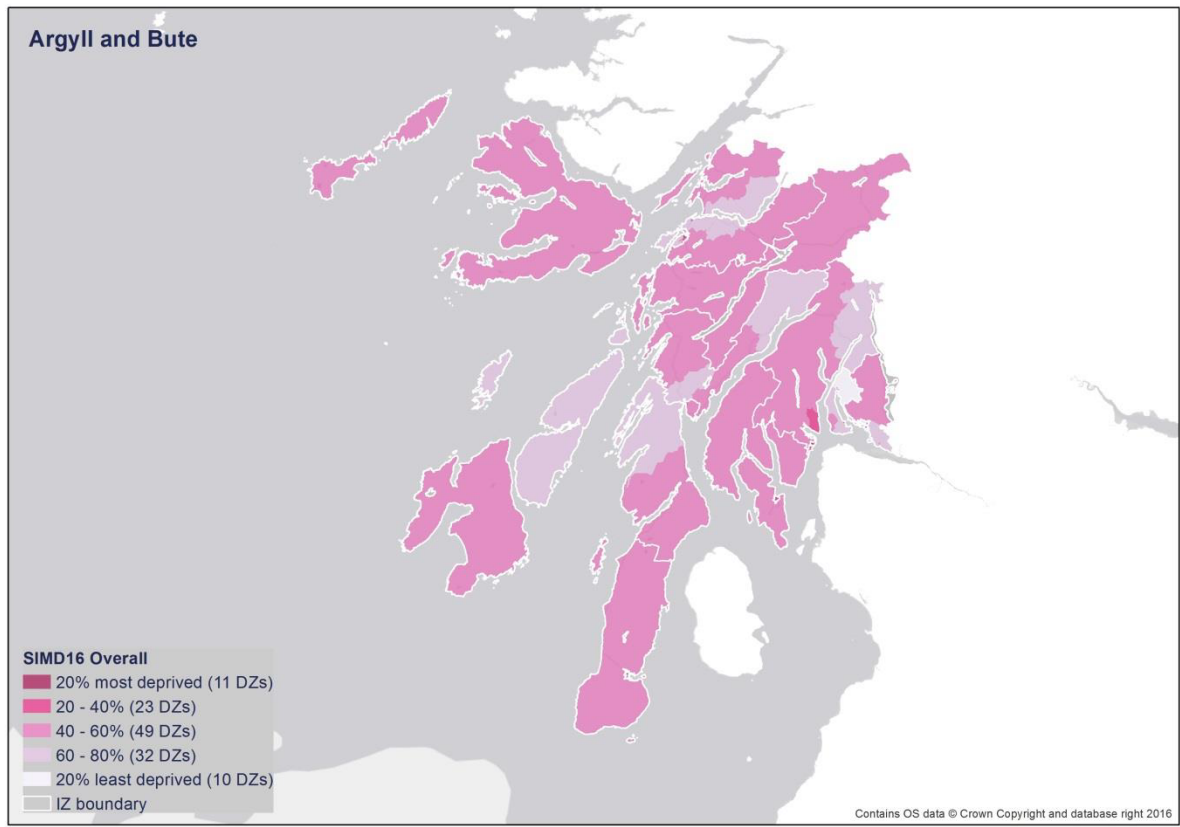 Argyll and Bute
SIMD16 Overall
20% most deprived (11 DZs)
20 - 40% (23 DZs)
40 - 60% (49 DZs)
60 - 80% (32 DZs)
20% least deprived (10 DZs)
IZ boundary
Contains OS data © Crown Copyright and database right 2016